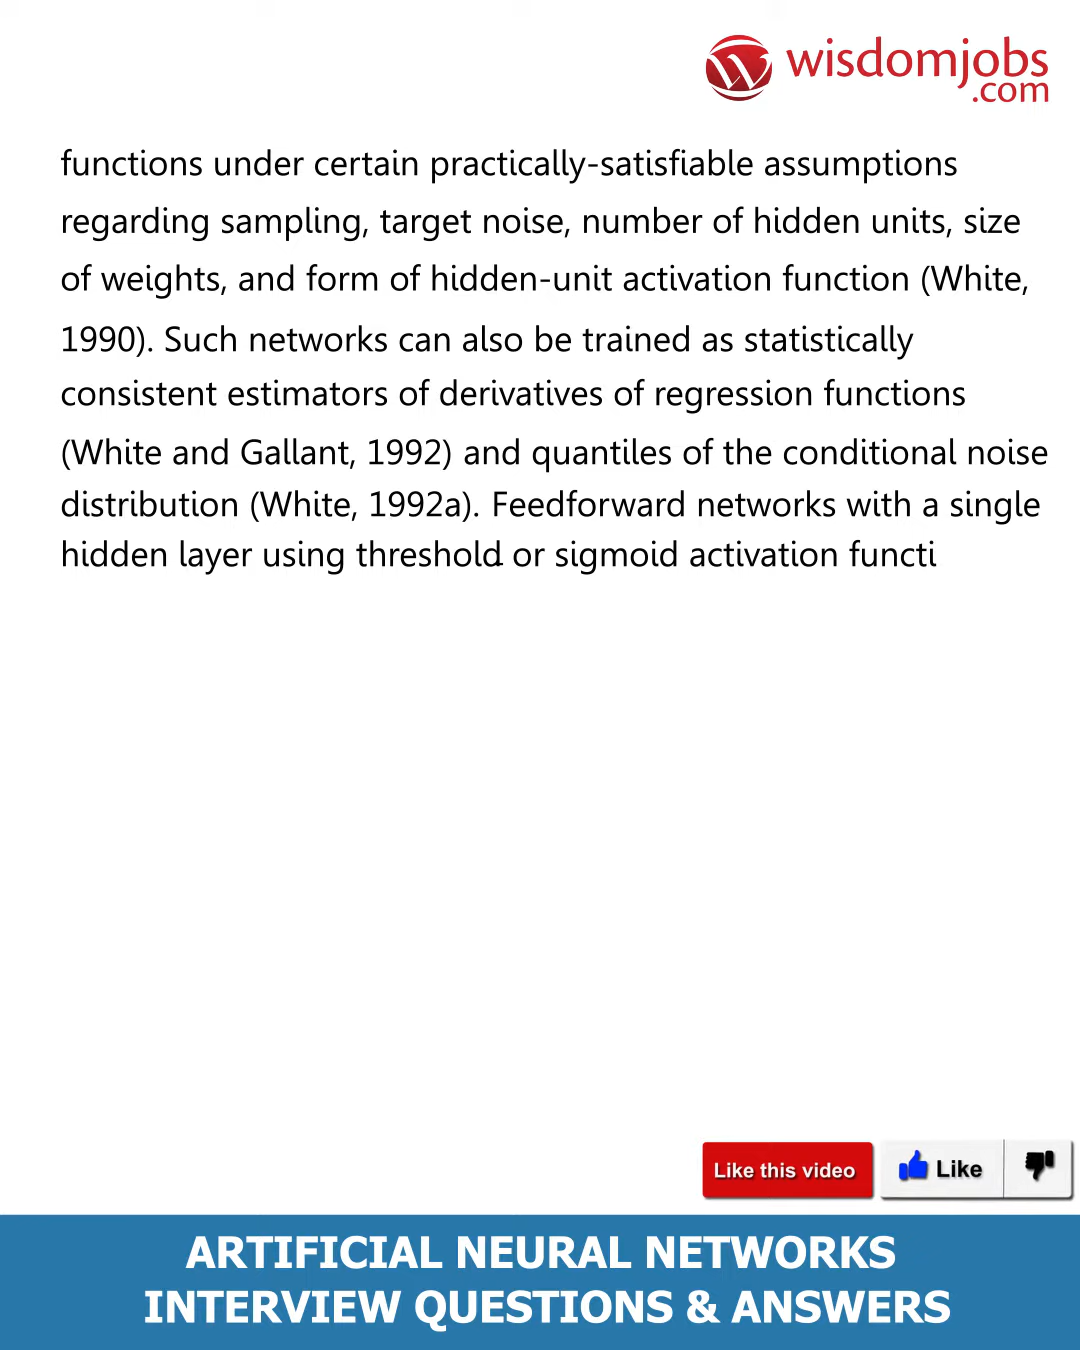 wisdomjobs
.com
functions under certain practically-satisfiable assumptions
regarding sampling, target noise, number of hidden units, size
of weights, and form of hidden-unit activation function (White,
1990). Such networks can also be trained as statistically
consistent estimators of derivatives of regression functions
(White and Gallant, 1992) and quantiles of the conditional noise
distribution (White, 1992a). Feedforward networks with a single
hidden layer using threshold or sigmoid activation functi
Like this video
Like
ARTIFICIAL NEURAL NETWORKS
INTERVIEW QUESTIONS & ANSWERS